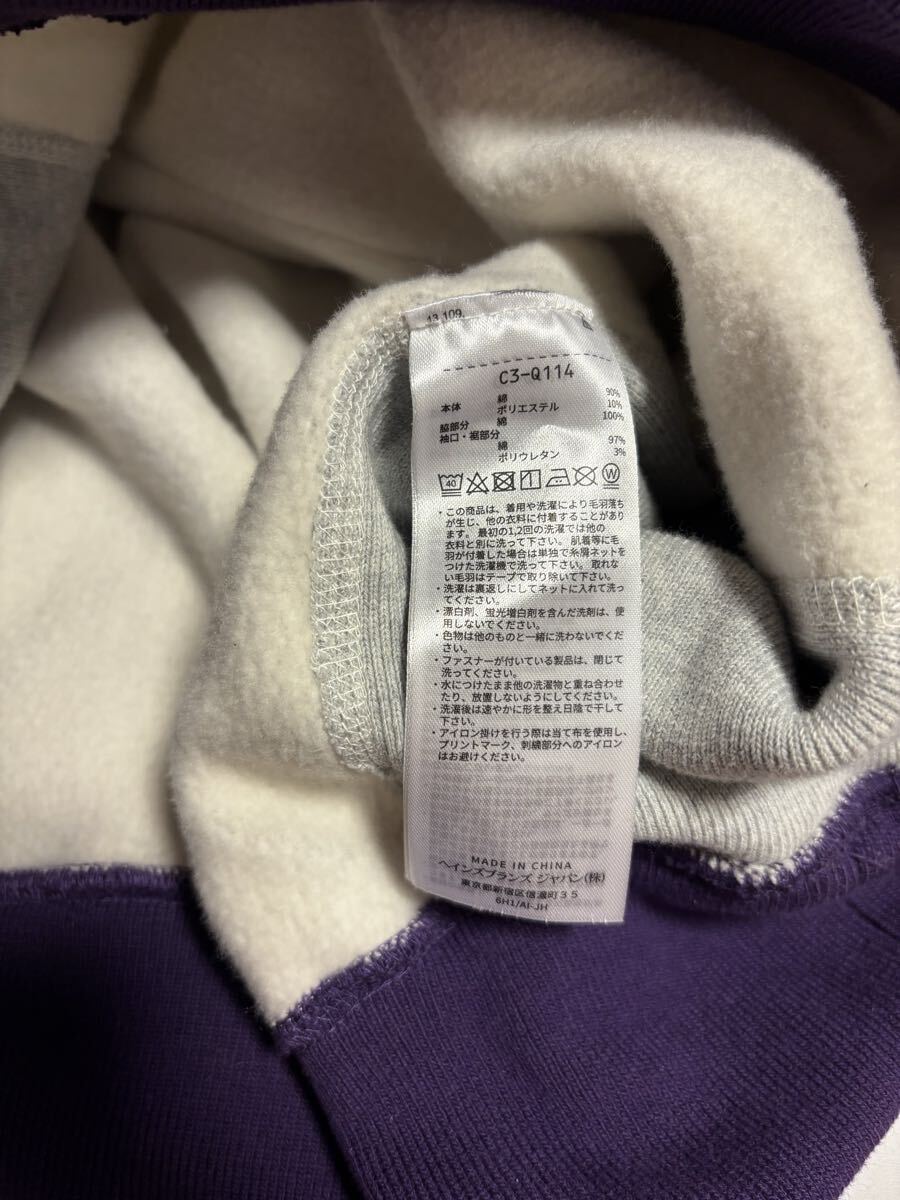 13.109.
C3-Q114
本体 綿 90%
ポリエステル 10%
脇部分 綿 100%
袖口・裾部分
綿 97%
ポリウレタン 3%
40 W
・この商品は、着用や洗濯により毛羽落ち
が生じ、他の衣料に付着することがあり
ます。最初の1,2回の洗濯では他の
衣料と別に洗って下さい。肌着等に毛
羽が付着した場合は単独で糸屑ネットを
つけた洗濯機で洗って下さい。取れな
い毛羽はテープで取り除いて下さい。
・洗濯は裏返しにしてネットに入れて洗っ
てください。
・漂白剤、蛍光増白剤を含んだ洗剤は、使
用しないでください。
・色物は他のものと一緒に洗わないでくだ
さい。
・ファスナーが付いている製品は、閉じて
洗ってください。
・水につけたまま他の洗濯物と重ね合わせ
たり、放置しないようにしてください。
・洗濯後は速やかに形を整え日陰で干して
下さい。
・アイロン掛けを行う際は当て布を使用し、
プリントマーク、刺繍部分へのアイロン
はお避けください。
MADE IN CHINA
ヘインズブランズ ジャパン(株)
東京都新宿区信濃町35
6H1/AI-JH